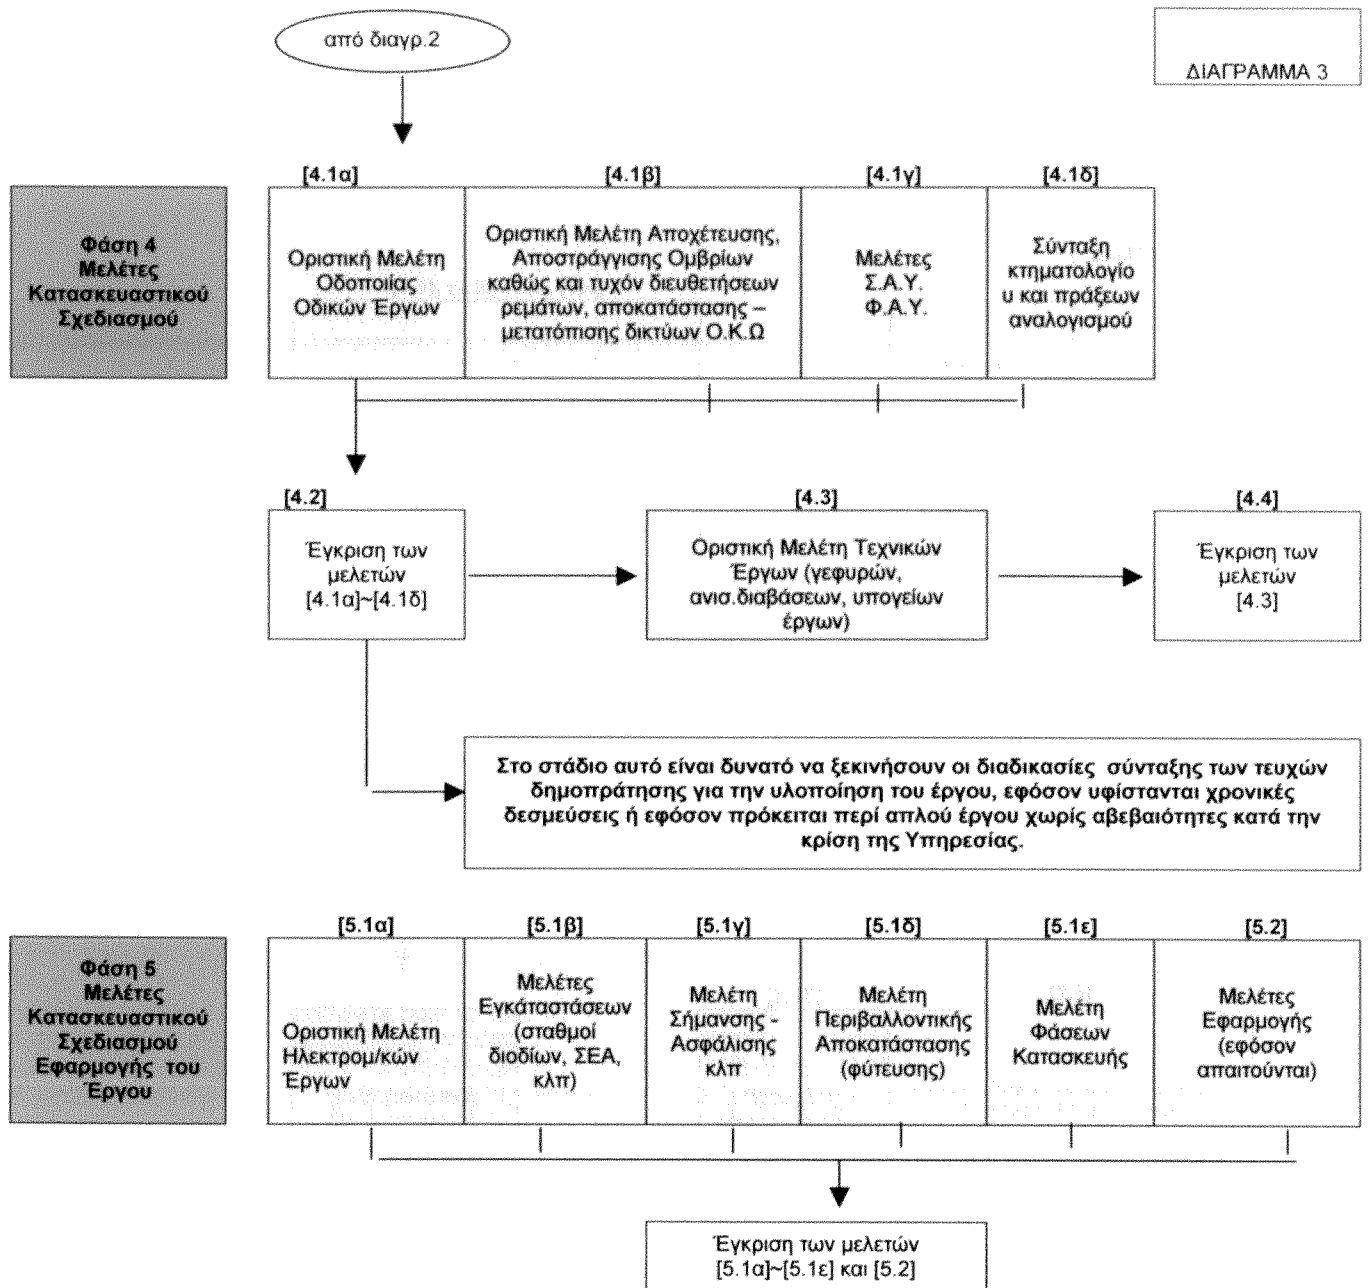 από διαγρ.2
ΔΙΑΓΡΑΜΜΑ 3
Φάση 4
Μελέτες
Κατασκευαστικού
Σχεδιασμού
[4.1α]
Οριστική Μελέτη
Οδοποιίας
Οδικών Έργων
[4.1β]
Οριστική Μελέτη Αποχέτευσης,
Αποστράγγισης Ομβρίων
καθώς και τυχόν διευθετήσεων
ρεμάτων, αποκατάστασης –
μετατόπισης δικτύων Ο.Κ.Ω
[4.1γ]
Μελέτες
Σ.Α.Υ.
Φ.Α.Υ.
[4.1δ]
Σύνταξη
κτηματολογίο
υ και πράξεων
αναλογισμού
[4.2]
Έγκριση των
μελετών
[4.1α]~[4.1δ]
[4.3]
Οριστική Μελέτη Τεχνικών
Έργων (γεφυρών,
ανισ.διαβάσεων, υπογείων
έργων)
[4.4]
Έγκριση των
μελετών
[4.3]
Στο στάδιο αυτό είναι δυνατό να ξεκινήσουν οι διαδικασίες σύνταξης των τευχών
δημοπράτησης για την υλοποίηση του έργου, εφόσον υφίστανται χρονικές
δεσμεύσεις ή εφόσον πρόκειται περί απλού έργου χωρίς αβεβαιότητες κατά την
κρίση της Υπηρεσίας.
Φάση 5
Μελέτες
Κατασκευαστικού
Σχεδιασμού
Εφαρμογής του
Έργου
[5.1α]
Οριστική Μελέτη
Ηλεκτρομ/κών
Έργων
[5.1β]
Μελέτες
Εγκάταστάσεων
(σταθμοί
διοδίων, ΣΕΑ,
κλπ)
[5.1γ]
Μελέτη
Σήμανσης -
Ασφάλισης
κλπ
[5.1δ]
Μελέτη
Περιβαλλοντικής
Αποκατάστασης
(φύτευσης)
[5.1ε]
Μελέτη
Φάσεων
Κατασκευής
[5.2]
Μελέτες
Εφαρμογής
(εφόσον
απαιτούνται)
Έγκριση των μελετών
[5.1α]~[5.1ε] και [5.2]